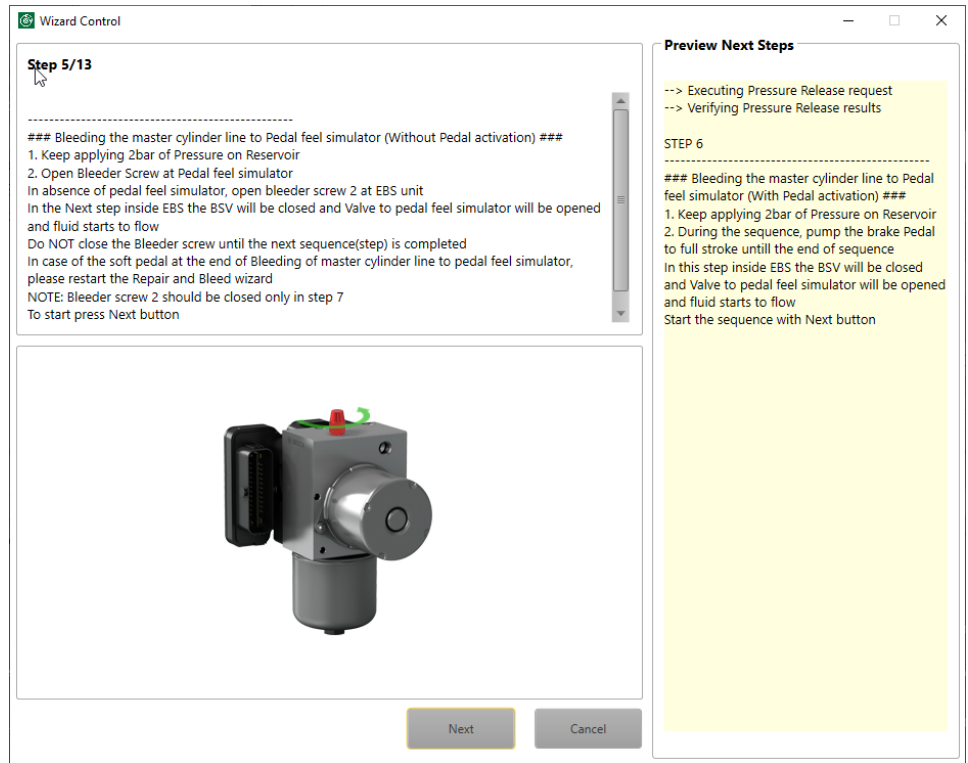 Wizard Control
Step 5/13
-------------------------------------------------
### Bleeding the master cylinder line to Pedal feel simulator (Without Pedal activation) ###
1. Keep applying 2bar of Pressure on Reservoir
2. Open Bleeder Screw at Pedal feel simulator
In absence of pedal feel simulator, open bleeder screw 2 at EBS unit
In the Next step inside EBS the BSV will be closed and Valve to pedal feel simulator will be opened
and fluid starts to flow
Do NOT close the Bleeder screw until the next sequence(step) is completed
In case of the soft pedal at the end of Bleeding of master cylinder line to pedal feel simulator,
please restart the Repair and Bleed wizard
NOTE: Bleeder screw 2 should be closed only in step 7
To start press Next button
Next
Cancel
Preview Next Steps
--> Executing Pressure Release request
--> Verifying Pressure Release results
STEP 6
-------------------------------------------------
### Bleeding the master cylinder line to Pedal
feel simulator (With Pedal activation) ###
1. Keep applying 2bar of Pressure on Reservoir
2. During the sequence, pump the brake Pedal
to full stroke untill the end of sequence
In this step inside EBS the BSV will be closed
and Valve to pedal feel simulator will be opened
and fluid starts to flow
Start the sequence with Next button